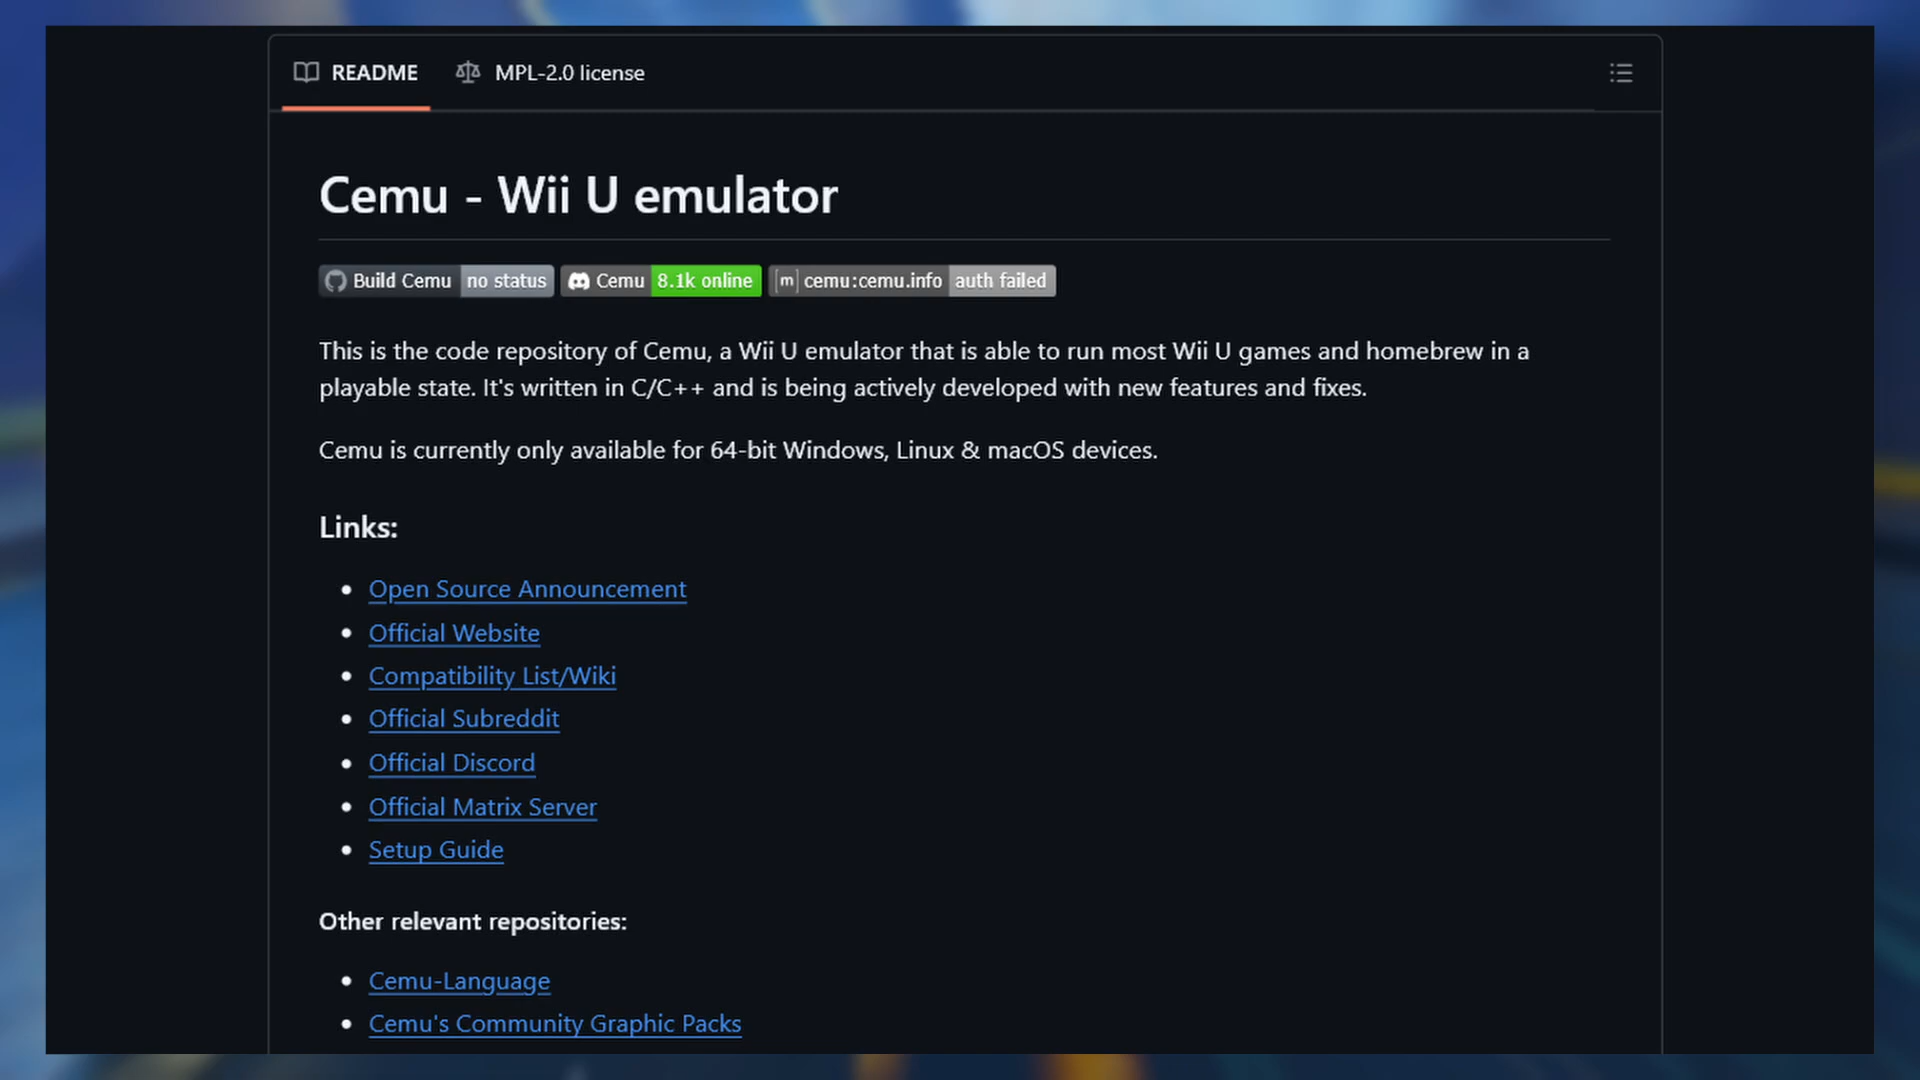 README
MPL-2.0 license
Cemu - Wii U emulator
Build Cemu no status
Cemu 8.1k online
[m] cemu:cemu.info auth failed
This is the code repository of Cemu, a Wii U emulator that is able to run most Wii U games and homebrew in a
playable state. It's written in C/C++ and is being actively developed with new features and fixes.
Cemu is currently only available for 64-bit Windows, Linux & macOS devices.
Links:
Open Source Announcement
Official Website
Compatibility List/Wiki
Official Subreddit
Official Discord
Official Matrix Server
Setup Guide
Other relevant repositories:
Cemu-Language
Cemu's Community Graphic Packs